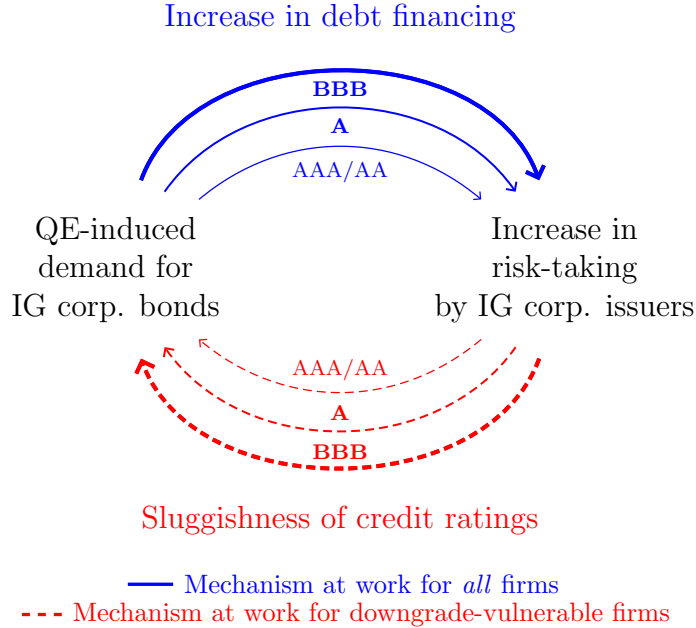 Increase in debt financing
BBB
A
AAA/AA
QE-induced
demand for
IG corp. bonds
Increase in
risk-taking
by IG corp. issuers
AAA/AA
A
BBB
Sluggishness of credit ratings
Mechanism at work for all firms
Mechanism at work for downgrade-vulnerable firms